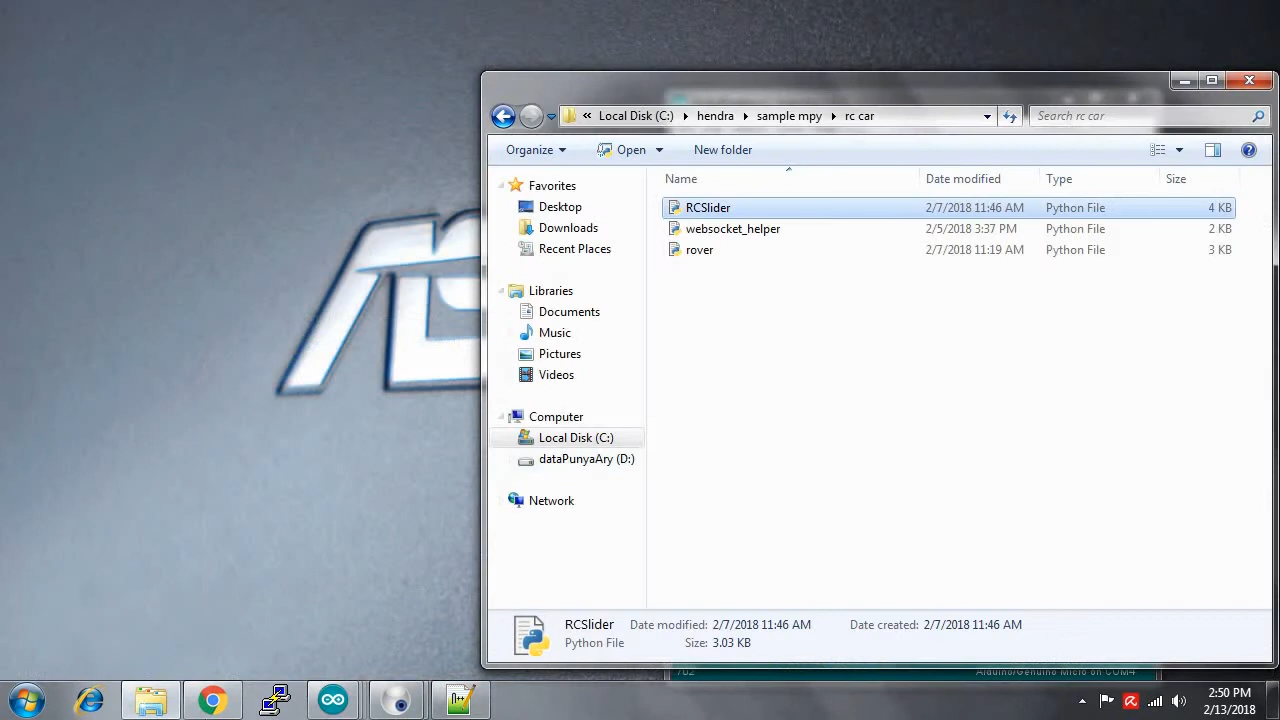 « Local Disk (C:) ▸ hendra ▸ sample mpy ▸ rc car
Search rc car
Organize Open New folder
Name Date modified Type Size
RCSlider 2/7/2018 11:46 AM Python File 4 KB
websocket_helper 2/5/2018 3:37 PM Python File 2 KB
rover 2/7/2018 11:19 AM Python File 3 KB
Favorites
Desktop
Downloads
Recent Places
Libraries
Documents
Music
Pictures
Videos
Computer
Local Disk (C:)
dataPunyaAry (D:)
Network
RCSlider Date modified: 2/7/2018 11:46 AM Date created: 2/7/2018 11:46 AM
Python File Size: 3.03 KB
702 Arduino/Genuino Micro on COM4
2:50 PM
2/13/2018